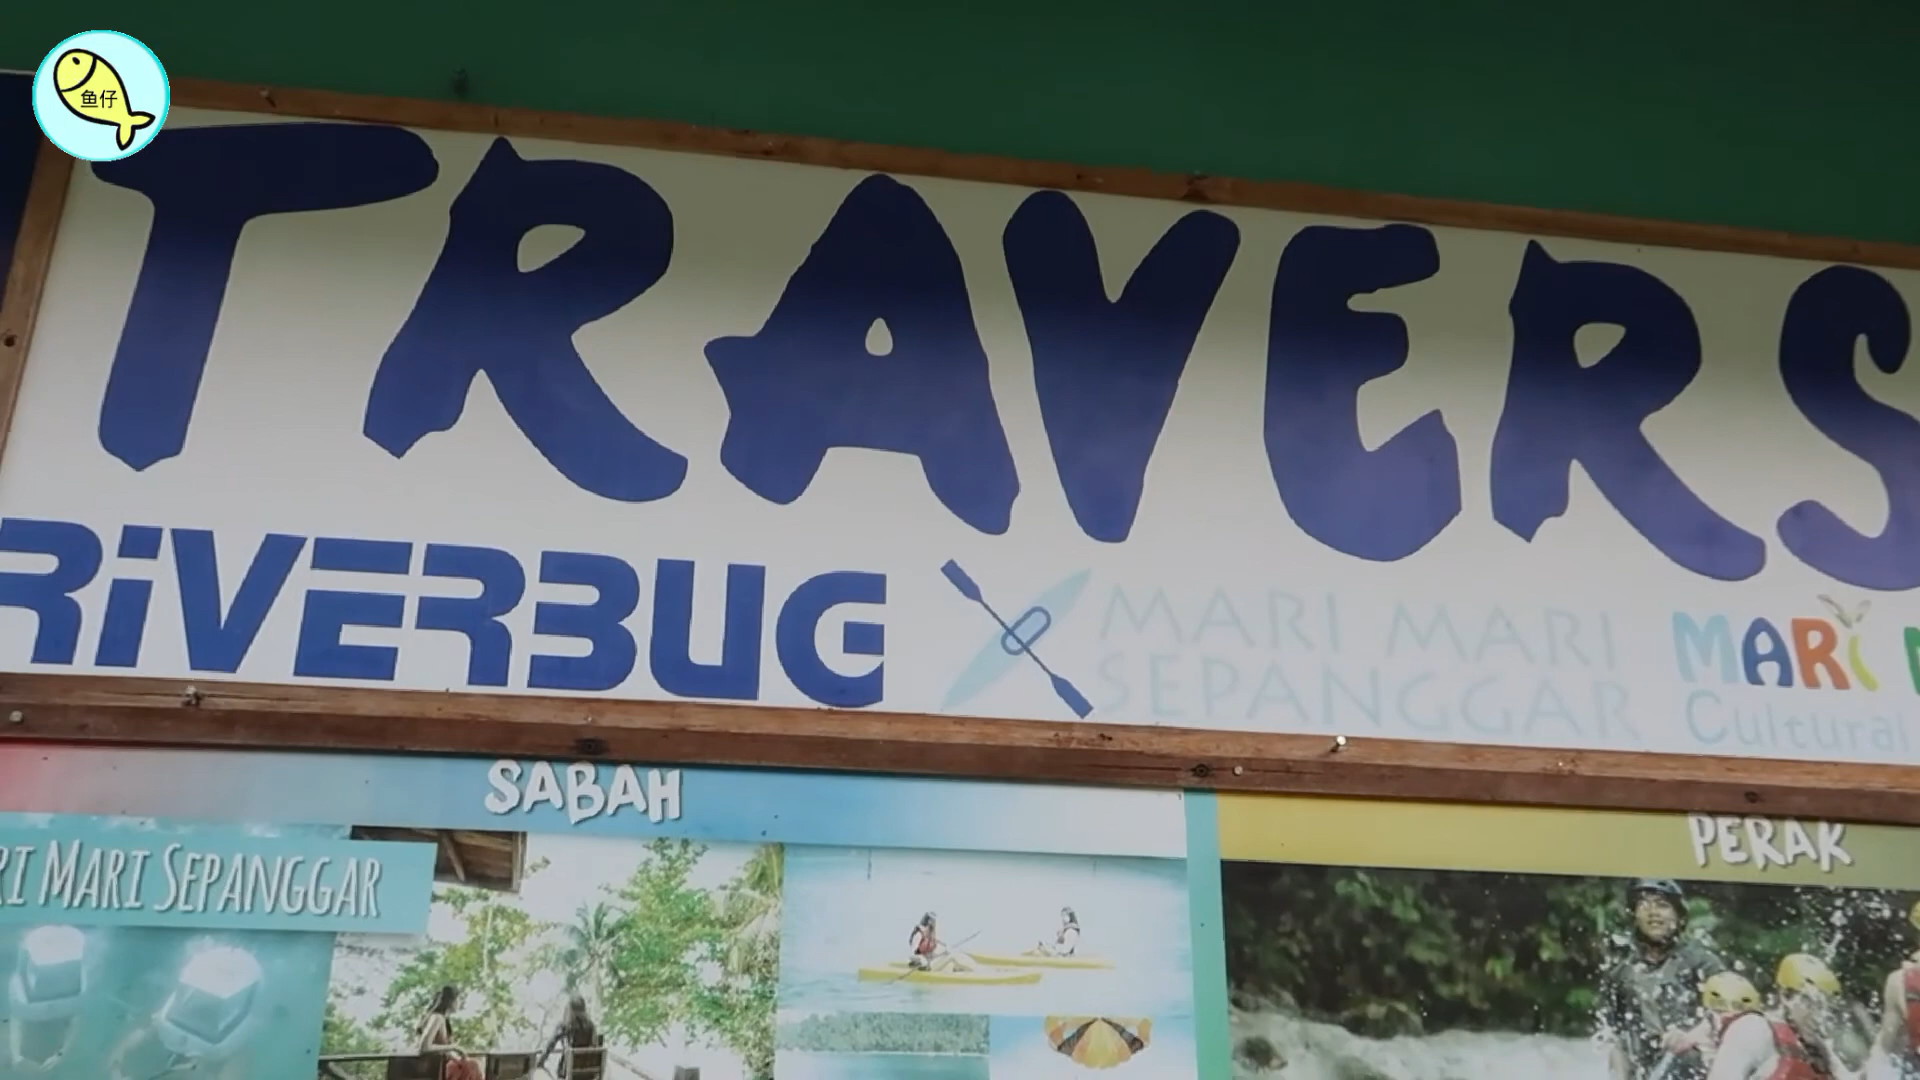 鱼仔
TRAVERS
RiVERBUG
MARI MARI
SEPANGGAR
MARi
Cultural
SABAH
PERAK
RI MARI SEPANGGAR